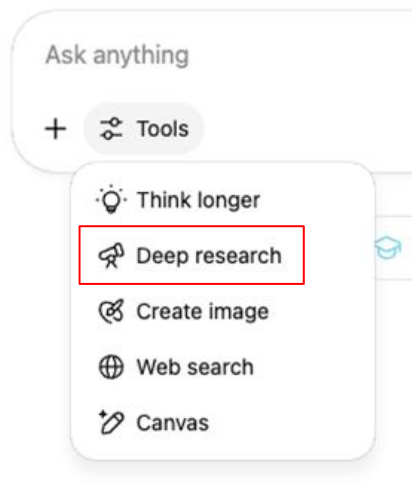 Ask anything
Tools
Think longer
Deep research
Create image
Web search
Canvas